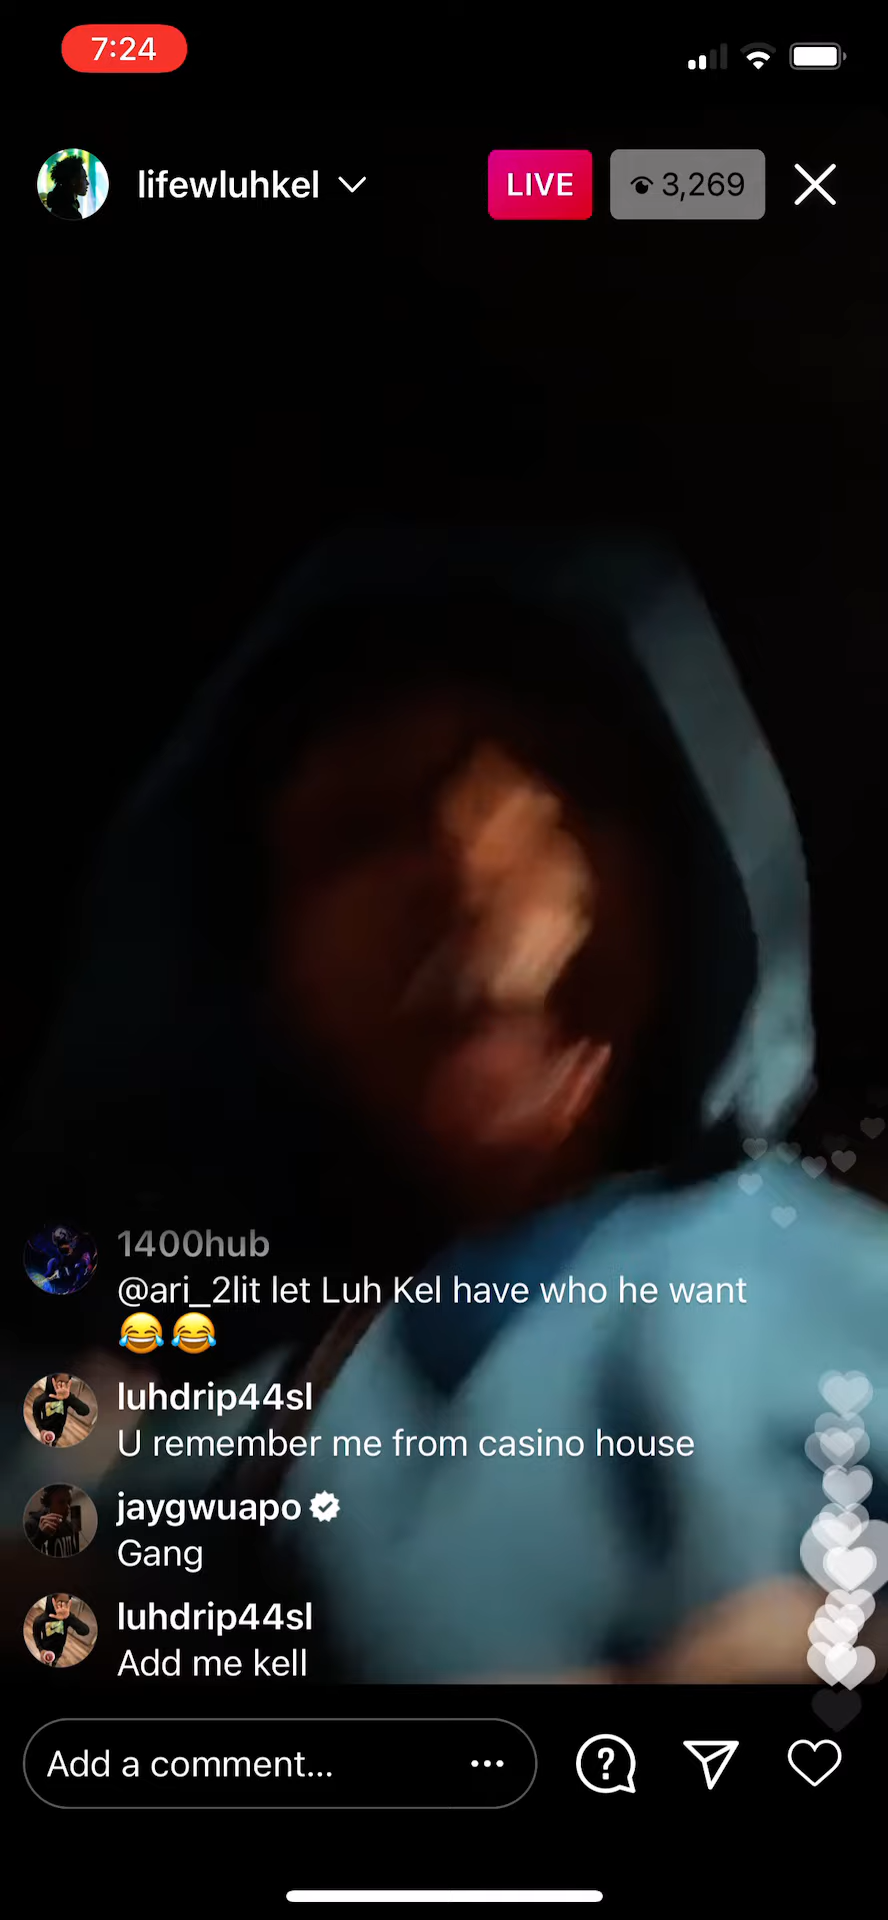 7:24
lifewluhkel
LIVE
3,269
1400hub
@ari_2lit let Luh Kel have who he want
😂😂
luhdrip44sl
U remember me from casino house
jaygwuapo
Gang
luhdrip44sl
Add me kell
Add a comment...